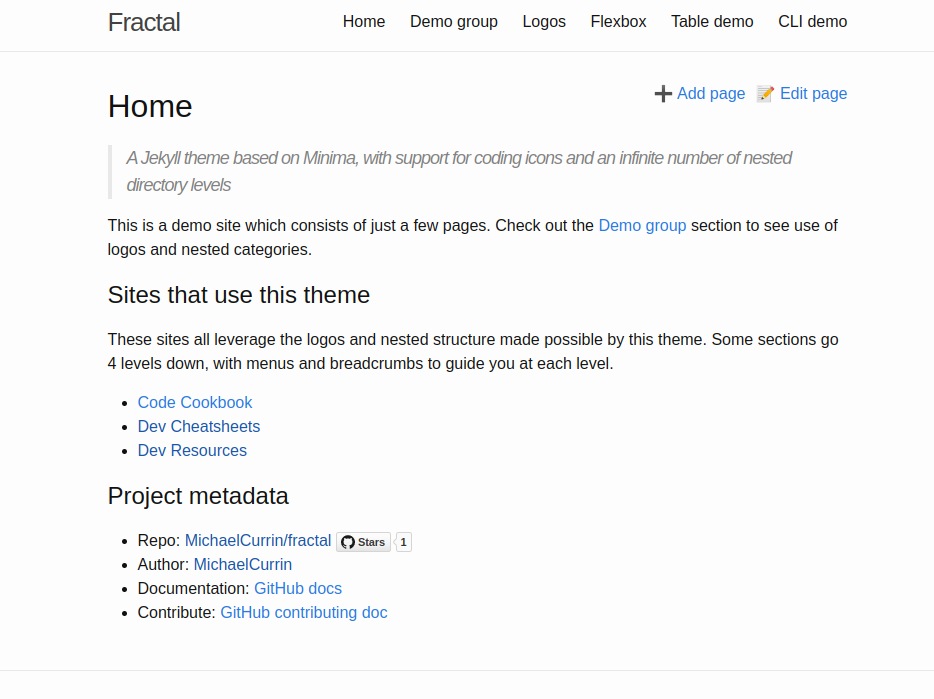 Fractal
Home Demo group Logos Flexbox Table demo CLI demo
Home
Add page Edit page
A Jekyll theme based on Minima, with support for coding icons and an infinite number of nested
directory levels
This is a demo site which consists of just a few pages. Check out the Demo group section to see use of
logos and nested categories.
Sites that use this theme
These sites all leverage the logos and nested structure made possible by this theme. Some sections go
4 levels down, with menus and breadcrumbs to guide you at each level.
Code Cookbook
Dev Cheatsheets
Dev Resources
Project metadata
Repo: MichaelCurrin/fractal Stars 1
Author: MichaelCurrin
Documentation: GitHub docs
Contribute: GitHub contributing doc